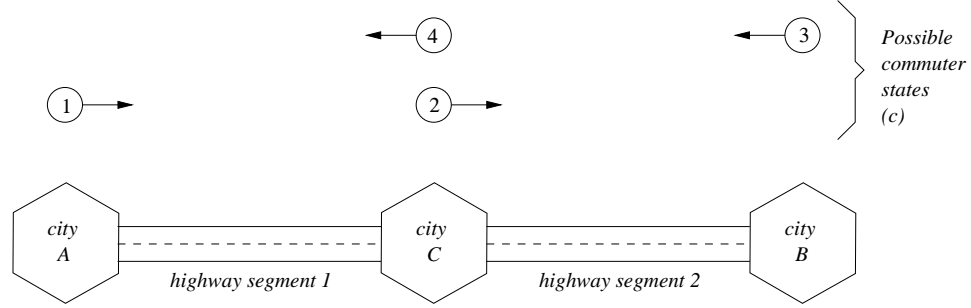 4
3
Possible
commuter
states
(c)
1
2
city
A
city
C
city
B
highway segment 1
highway segment 2